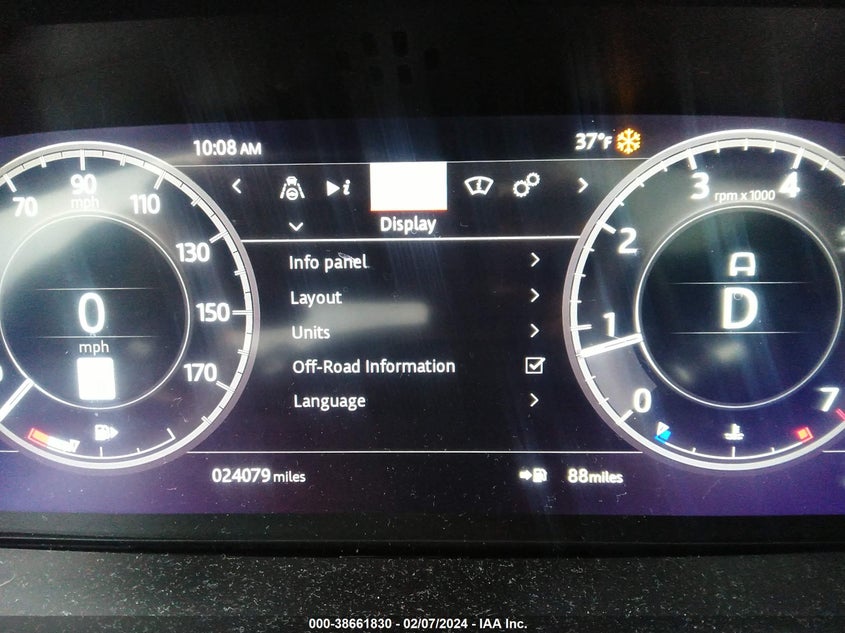 10:08 AM
37°F
70
90
mph
110
130
150
170
0
mph
Display
Info panel
Layout
Units
Off-Road Information
Language
3
rpm x 1000
4
2
1
0
7
A
D
024079 miles
88miles
000-38661830 - 02/07/2024 - IAA Inc.